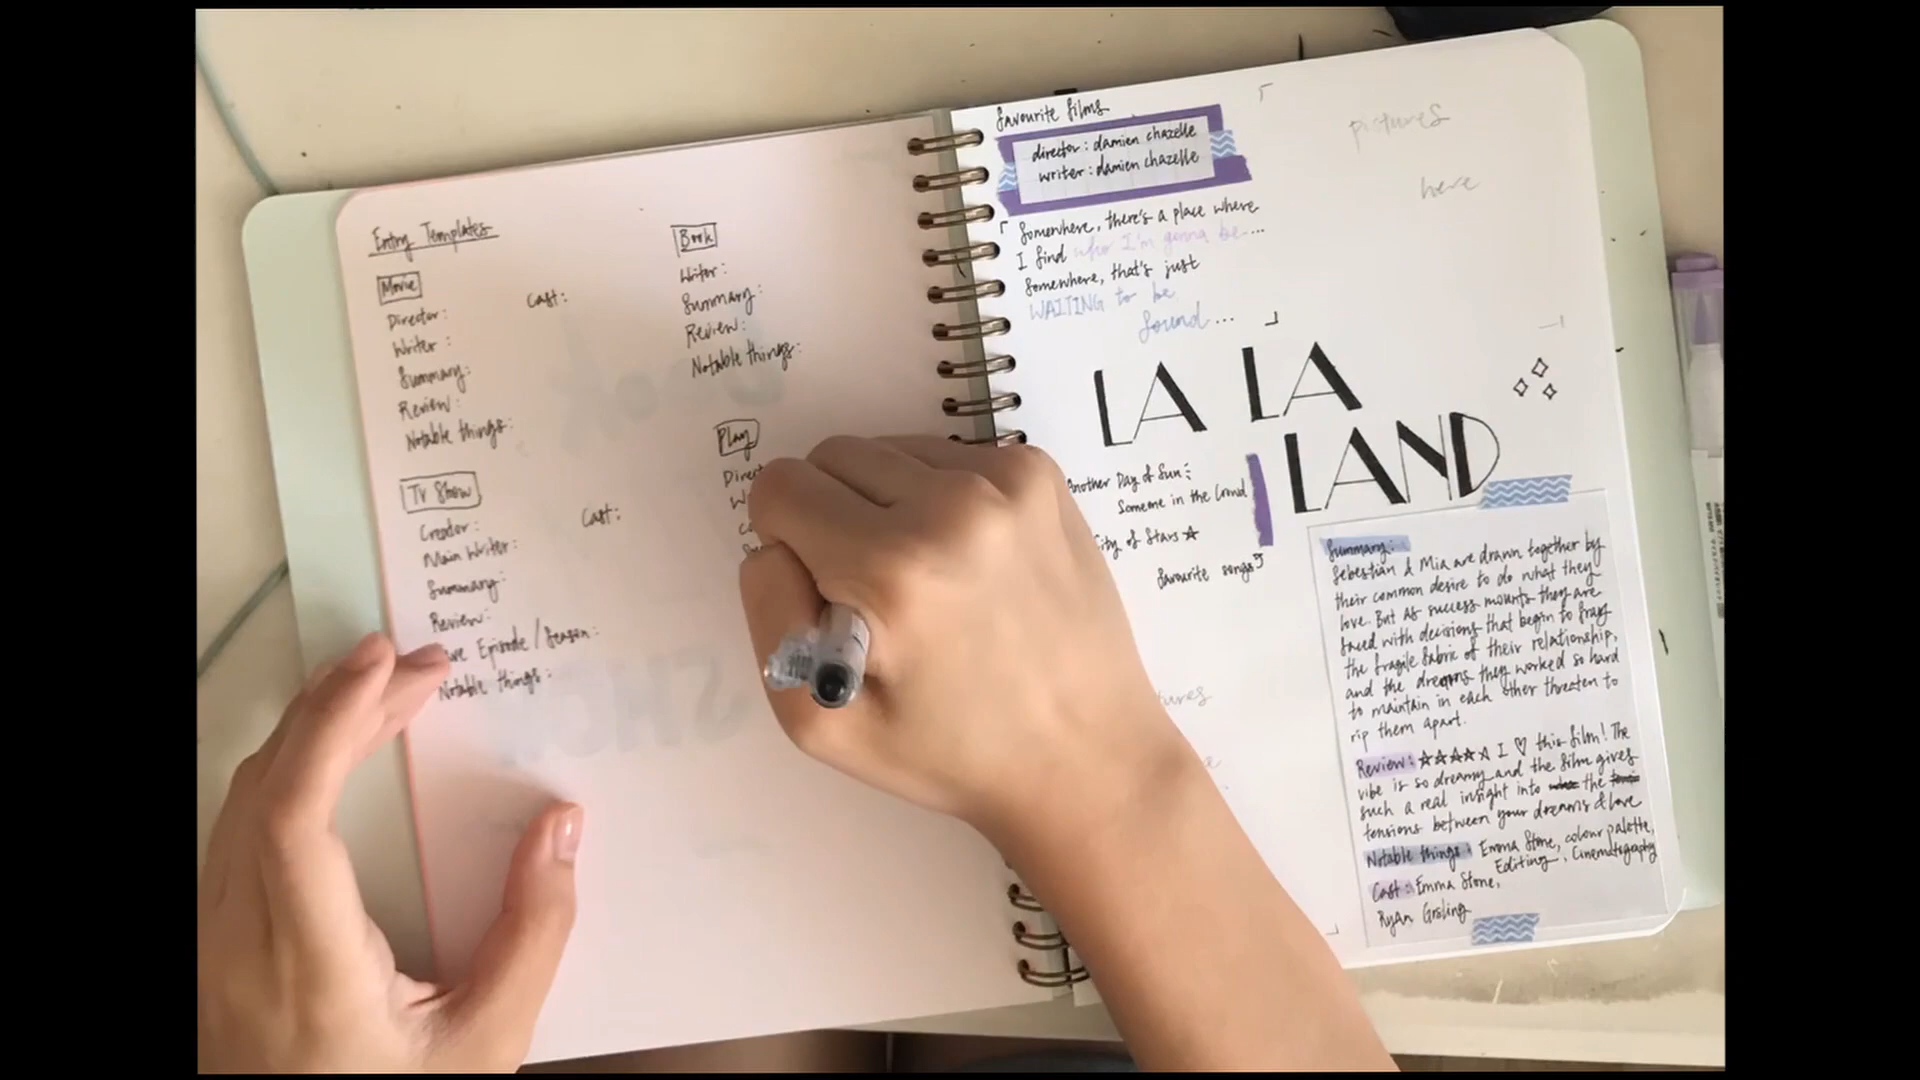 Entry Templates
Movie
Director:
Cast:
Writer:
Summary:
Review:
Notable things:
TV Show
Creator:
Cast:
Main Writer:
Summary:
Review:
Episode/Season:
Notable things:
Book
Writer:
Summary:
Review:
Notable things:
Play
favourite films
director: damien chazelle
writer: damien chazelle
Somewhere, there's a place where
I find who I'm gonna be...
Somewhere, that's just
WAITING to be
found...
pictures
here
LA LA
LAND
Another Day of Sun
Someone in the Crowd
City of Stars
favourite songs
Summary:
Sebastian & Mia are drawn together by
their common desire to do what they
love. But as success mounts they are
faced with decisions that begin to fray
the fragile fabric of their relationship,
and the dreams they worked so hard
to maintain in each other threaten to
rip them apart.
Review: ★★★★★ I ♡ this film! The
vibe is so dreamy and the film gives
such a real insight into the
tensions between your dreams & love
Notable things: Emma Stone, colour palette,
Editing, Cinematography
Cast: Emma Stone,
Ryan Gosling